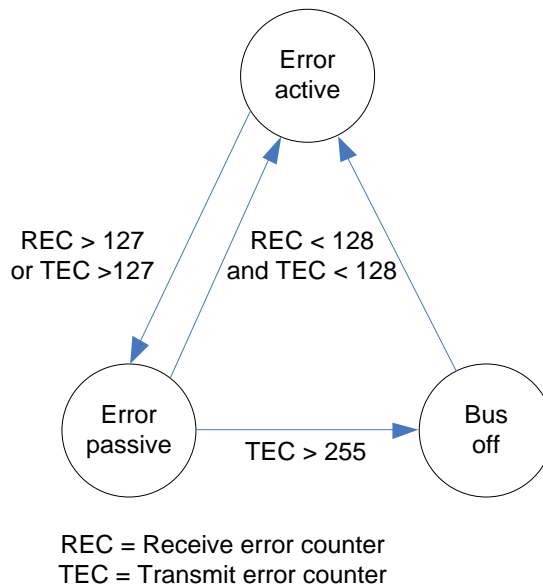 Error
active
REC > 127
or TEC >127
REC < 128
and TEC < 128
Error
passive
TEC > 255
Bus
off
REC = Receive error counter
TEC = Transmit error counter